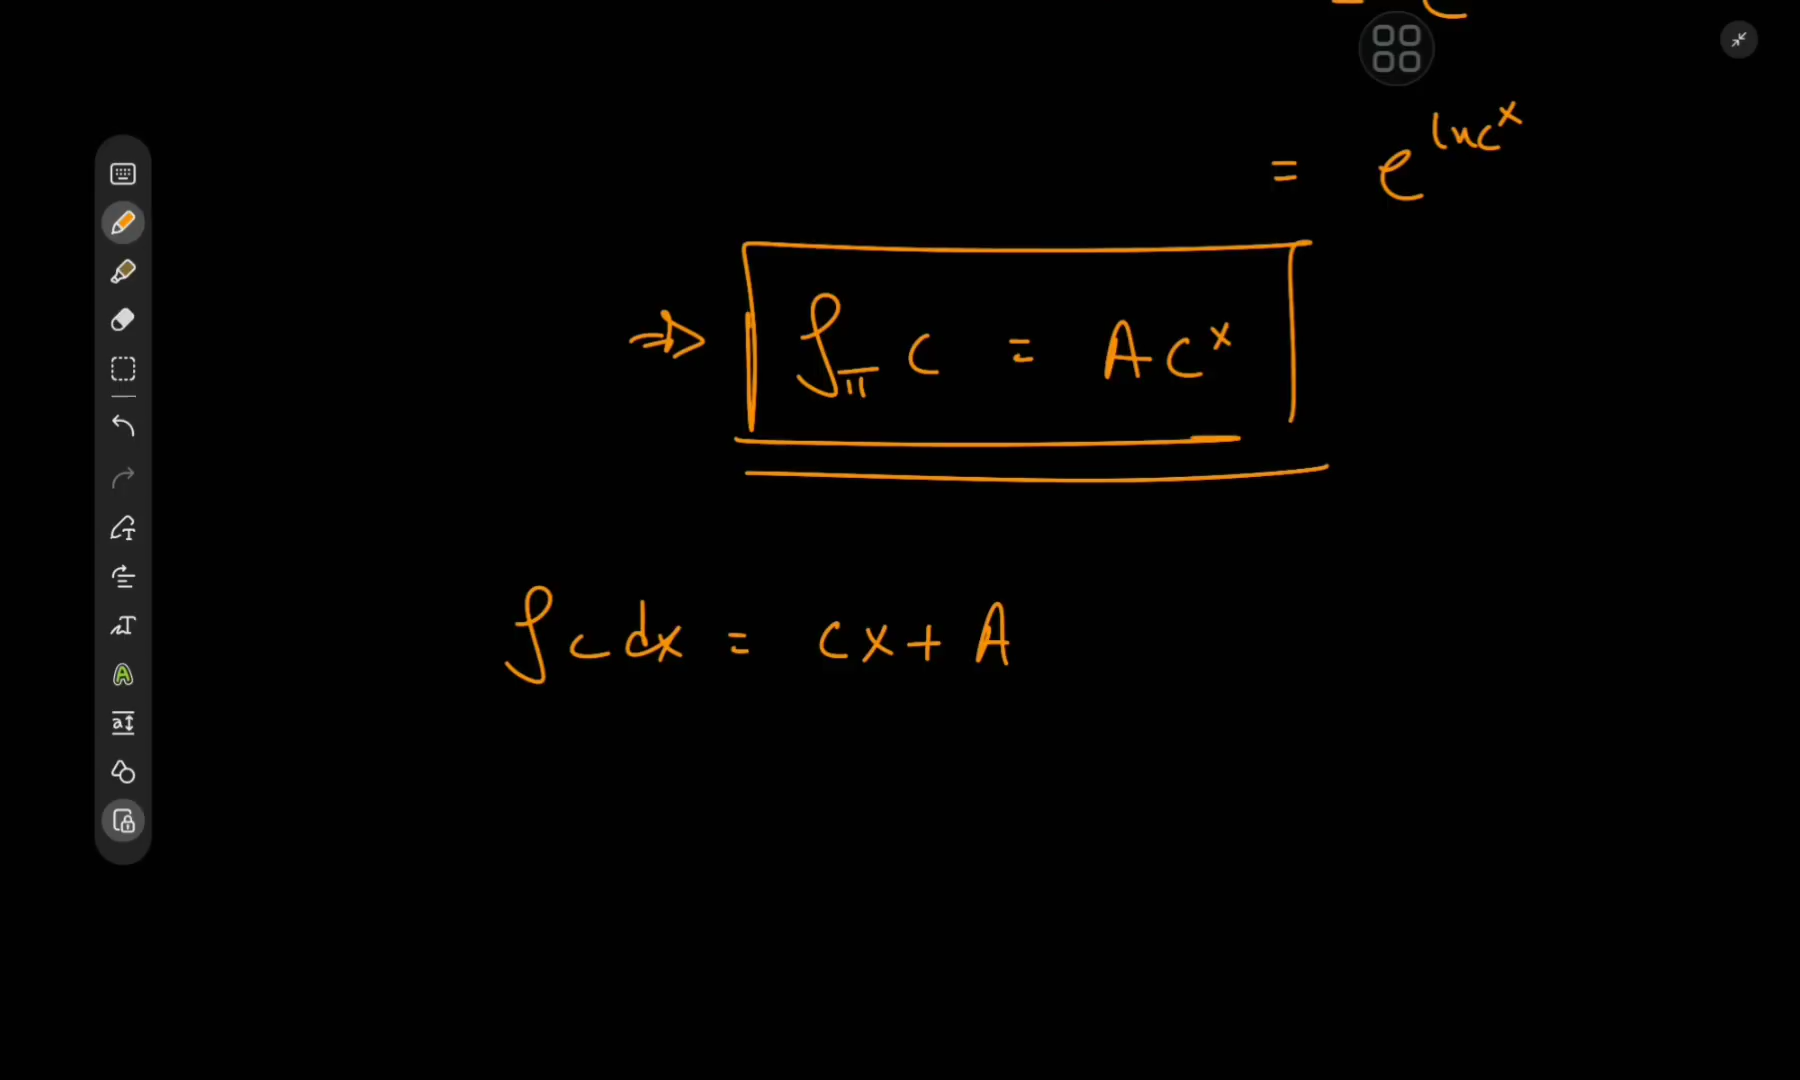 = e^{ln c^x}
⇒ ∫_π c = A c^x
∫ c dx = cx + A